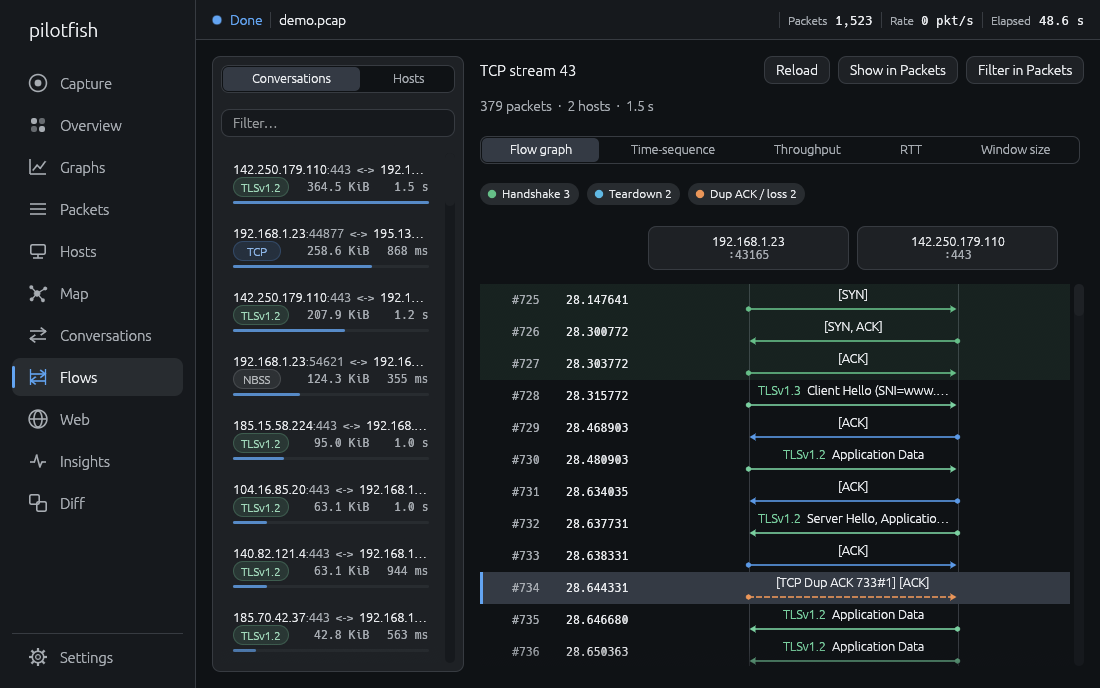 pilotfish
Capture
Overview
Graphs
Packets
Hosts
Map
Conversations
Flows
Web
Insights
Diff
Settings
Done demo.pcap
Packets 1,523 Rate 0 pkt/s Elapsed 48.6 s
Conversations Hosts
Filter...
142.250.179.110:443 <-> 192.1...
TLSv1.2 364.5 KiB 1.5 s
192.168.1.23:44877 <-> 195.13...
TCP 258.6 KiB 868 ms
142.250.179.110:443 <-> 192.1...
TLSv1.2 207.9 KiB 1.2 s
192.168.1.23:54621 <-> 192.16...
NBSS 124.3 KiB 355 ms
185.15.58.224:443 <-> 192.168....
TLSv1.2 95.0 KiB 1.0 s
104.16.85.20:443 <-> 192.168.1...
TLSv1.2 63.1 KiB 1.0 s
140.82.121.4:443 <-> 192.168.1...
TLSv1.2 63.1 KiB 944 ms
185.70.42.37:443 <-> 192.168.1...
TLSv1.2 42.8 KiB 563 ms
TCP stream 43
Reload Show in Packets Filter in Packets
379 packets · 2 hosts · 1.5 s
Flow graph Time-sequence Throughput RTT Window size
Handshake 3 Teardown 2 Dup ACK / loss 2
192.168.1.23
:43165
142.250.179.110
:443
#725 28.147641 [SYN]
#726 28.300772 [SYN, ACK]
#727 28.303772 [ACK]
#728 28.315772 TLSv1.3 Client Hello (SNI=www....
#729 28.468903 [ACK]
#730 28.480903 TLSv1.2 Application Data
#731 28.634035 [ACK]
#732 28.637731 TLSv1.2 Server Hello, Applicatio...
#733 28.638331 [ACK]
#734 28.644331 [TCP Dup ACK 733#1] [ACK]
#735 28.646680 TLSv1.2 Application Data
#736 28.650363 TLSv1.2 Application Data